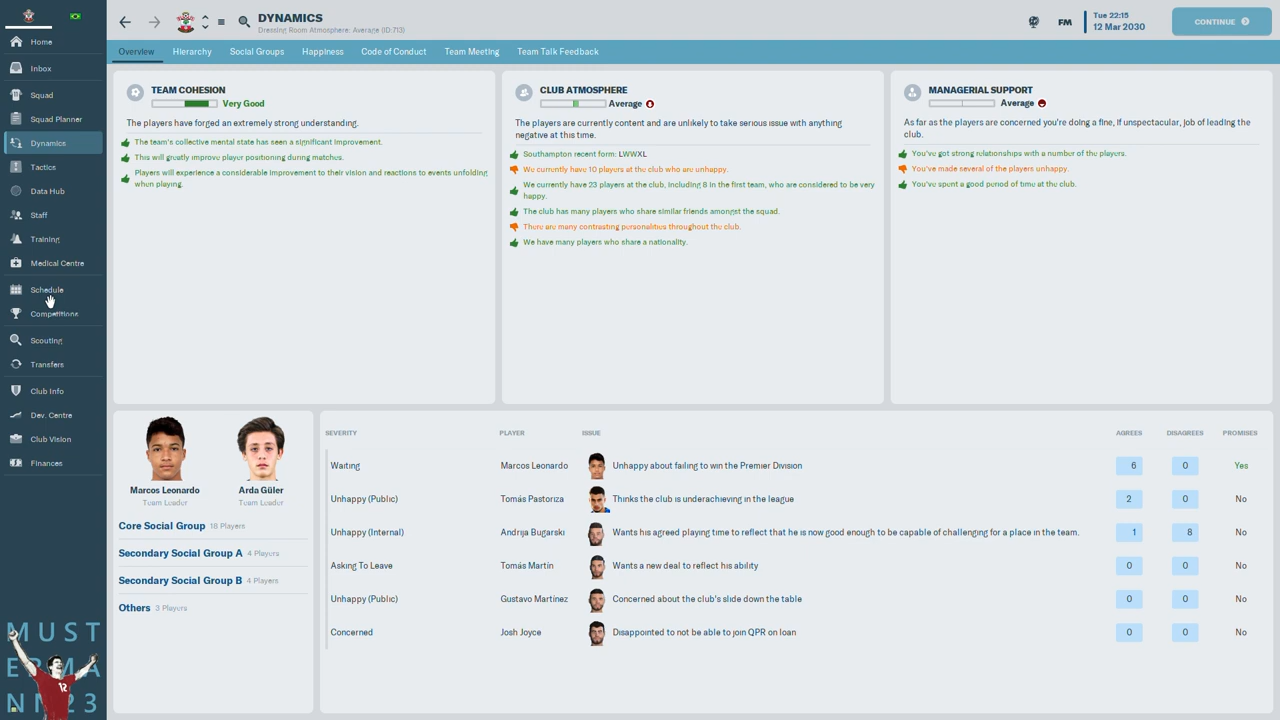 DYNAMICS
Dressing Room Atmosphere: Average (ID:713)
FM
Tue 22:15
12 Mar 2030
CONTINUE
Home
Inbox
Squad
Squad Planner
Dynamics
Tactics
Data Hub
Staff
Training
Medical Centre
Schedule
Competitions
Scouting
Transfers
Club Info
Dev. Centre
Club Vision
Finances
MUST
ERMA
NN23
12
Overview Hierarchy Social Groups Happiness Code of Conduct Team Meeting Team Talk Feedback
TEAM COHESION
Very Good
The players have forged an extremely strong understanding.
The team's collective mental state has seen a significant improvement.
This will greatly improve player positioning during matches.
Players will experience a considerable improvement to their vision and reactions to events unfolding
when playing.
CLUB ATMOSPHERE
Average
The players are currently content and are unlikely to take serious issue with anything
negative at this time.
Southampton recent form: LWWXL
We currently have 10 players at the club who are unhappy.
We currently have 23 players at the club, including 8 in the first team, who are considered to be very
happy.
The club has many players who share similar friends amongst the squad.
There are many contrasting personalities throughout the club.
We have many players who share a nationality.
MANAGERIAL SUPPORT
Average
As far as the players are concerned you're doing a fine, if unspectacular, job of leading the
club.
You've got strong relationships with a number of the players.
You've made several of the players unhappy.
You've spent a good period of time at the club.
Marcos Leonardo Arda Güler
Team Leader Team Leader
Core Social Group 18 Players
Secondary Social Group A 4 Players
Secondary Social Group B 4 Players
Others 3 Players
SEVERITY PLAYER ISSUE AGREES DISAGREES PROMISES
Waiting Marcos Leonardo Unhappy about failing to win the Premier Division 6 0 Yes
Unhappy (Public) Tomás Pastoriza Thinks the club is underachieving in the league 2 0 No
Unhappy (Internal) Andrija Bugarski Wants his agreed playing time to reflect that he is now good enough to be capable of challenging for a place in the team. 1 8 No
Asking To Leave Tomás Martín Wants a new deal to reflect his ability 0 0 No
Unhappy (Public) Gustavo Martínez Concerned about the club's slide down the table 0 0 No
Concerned Josh Joyce Disappointed to not be able to join QPR on loan 0 0 No